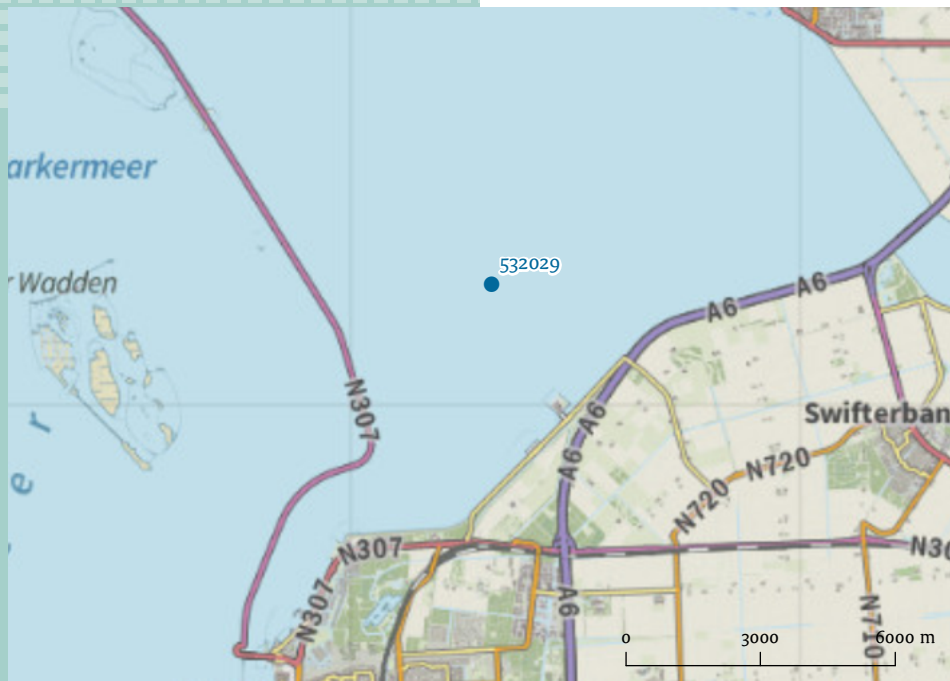 arkermeer
532029
r Wadden
A6
A6
N307
Swifterban
A6
A6
e r
N720
N720
N307
N30
N307
A6
N710
0 3000 6000 m